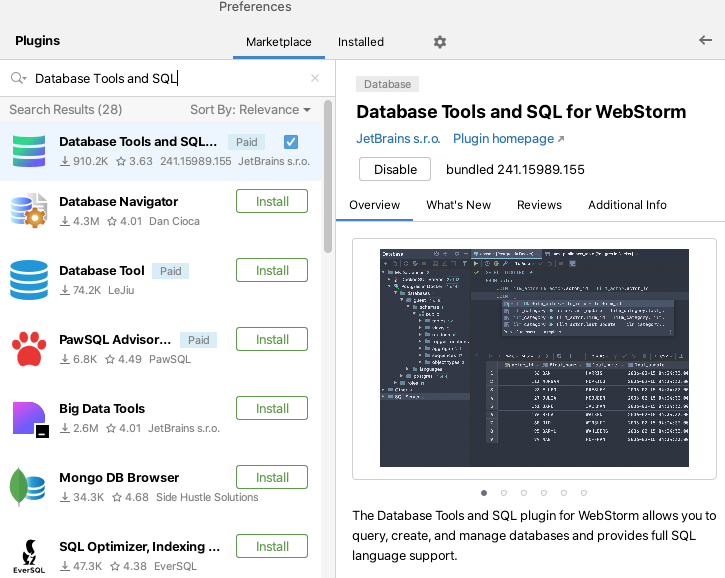 Preferences
Plugins
Marketplace
Installed
Database Tools and SQL
Search Results (28)
Sort By: Relevance
Database Tools and SQL... Paid
910.2K 3.63 241.15989.155 JetBrains s.r.o.
Database Navigator
Install
4.3M 4.01 Dan Cioca
Database Tool Paid
Install
74.2K LeJiu
PawSQL Advisor... Paid
Install
6.8K 4.49 PawSQL
Big Data Tools
Install
2.6M 4.01 JetBrains s.r.o.
Mongo DB Browser
Install
34.3K 4.68 Side Hustle Solutions
SQL Optimizer, Indexing ...
Install
EverSQL
47.3K 4.38 EverSQL
Database
Database Tools and SQL for WebStorm
JetBrains s.r.o. Plugin homepage
Disable
bundled 241.15989.155
Overview
What's New
Reviews
Additional Info
Database
The Database Tools and SQL plugin for WebStorm allows you to
query, create, and manage databases and provides full SQL
language support.